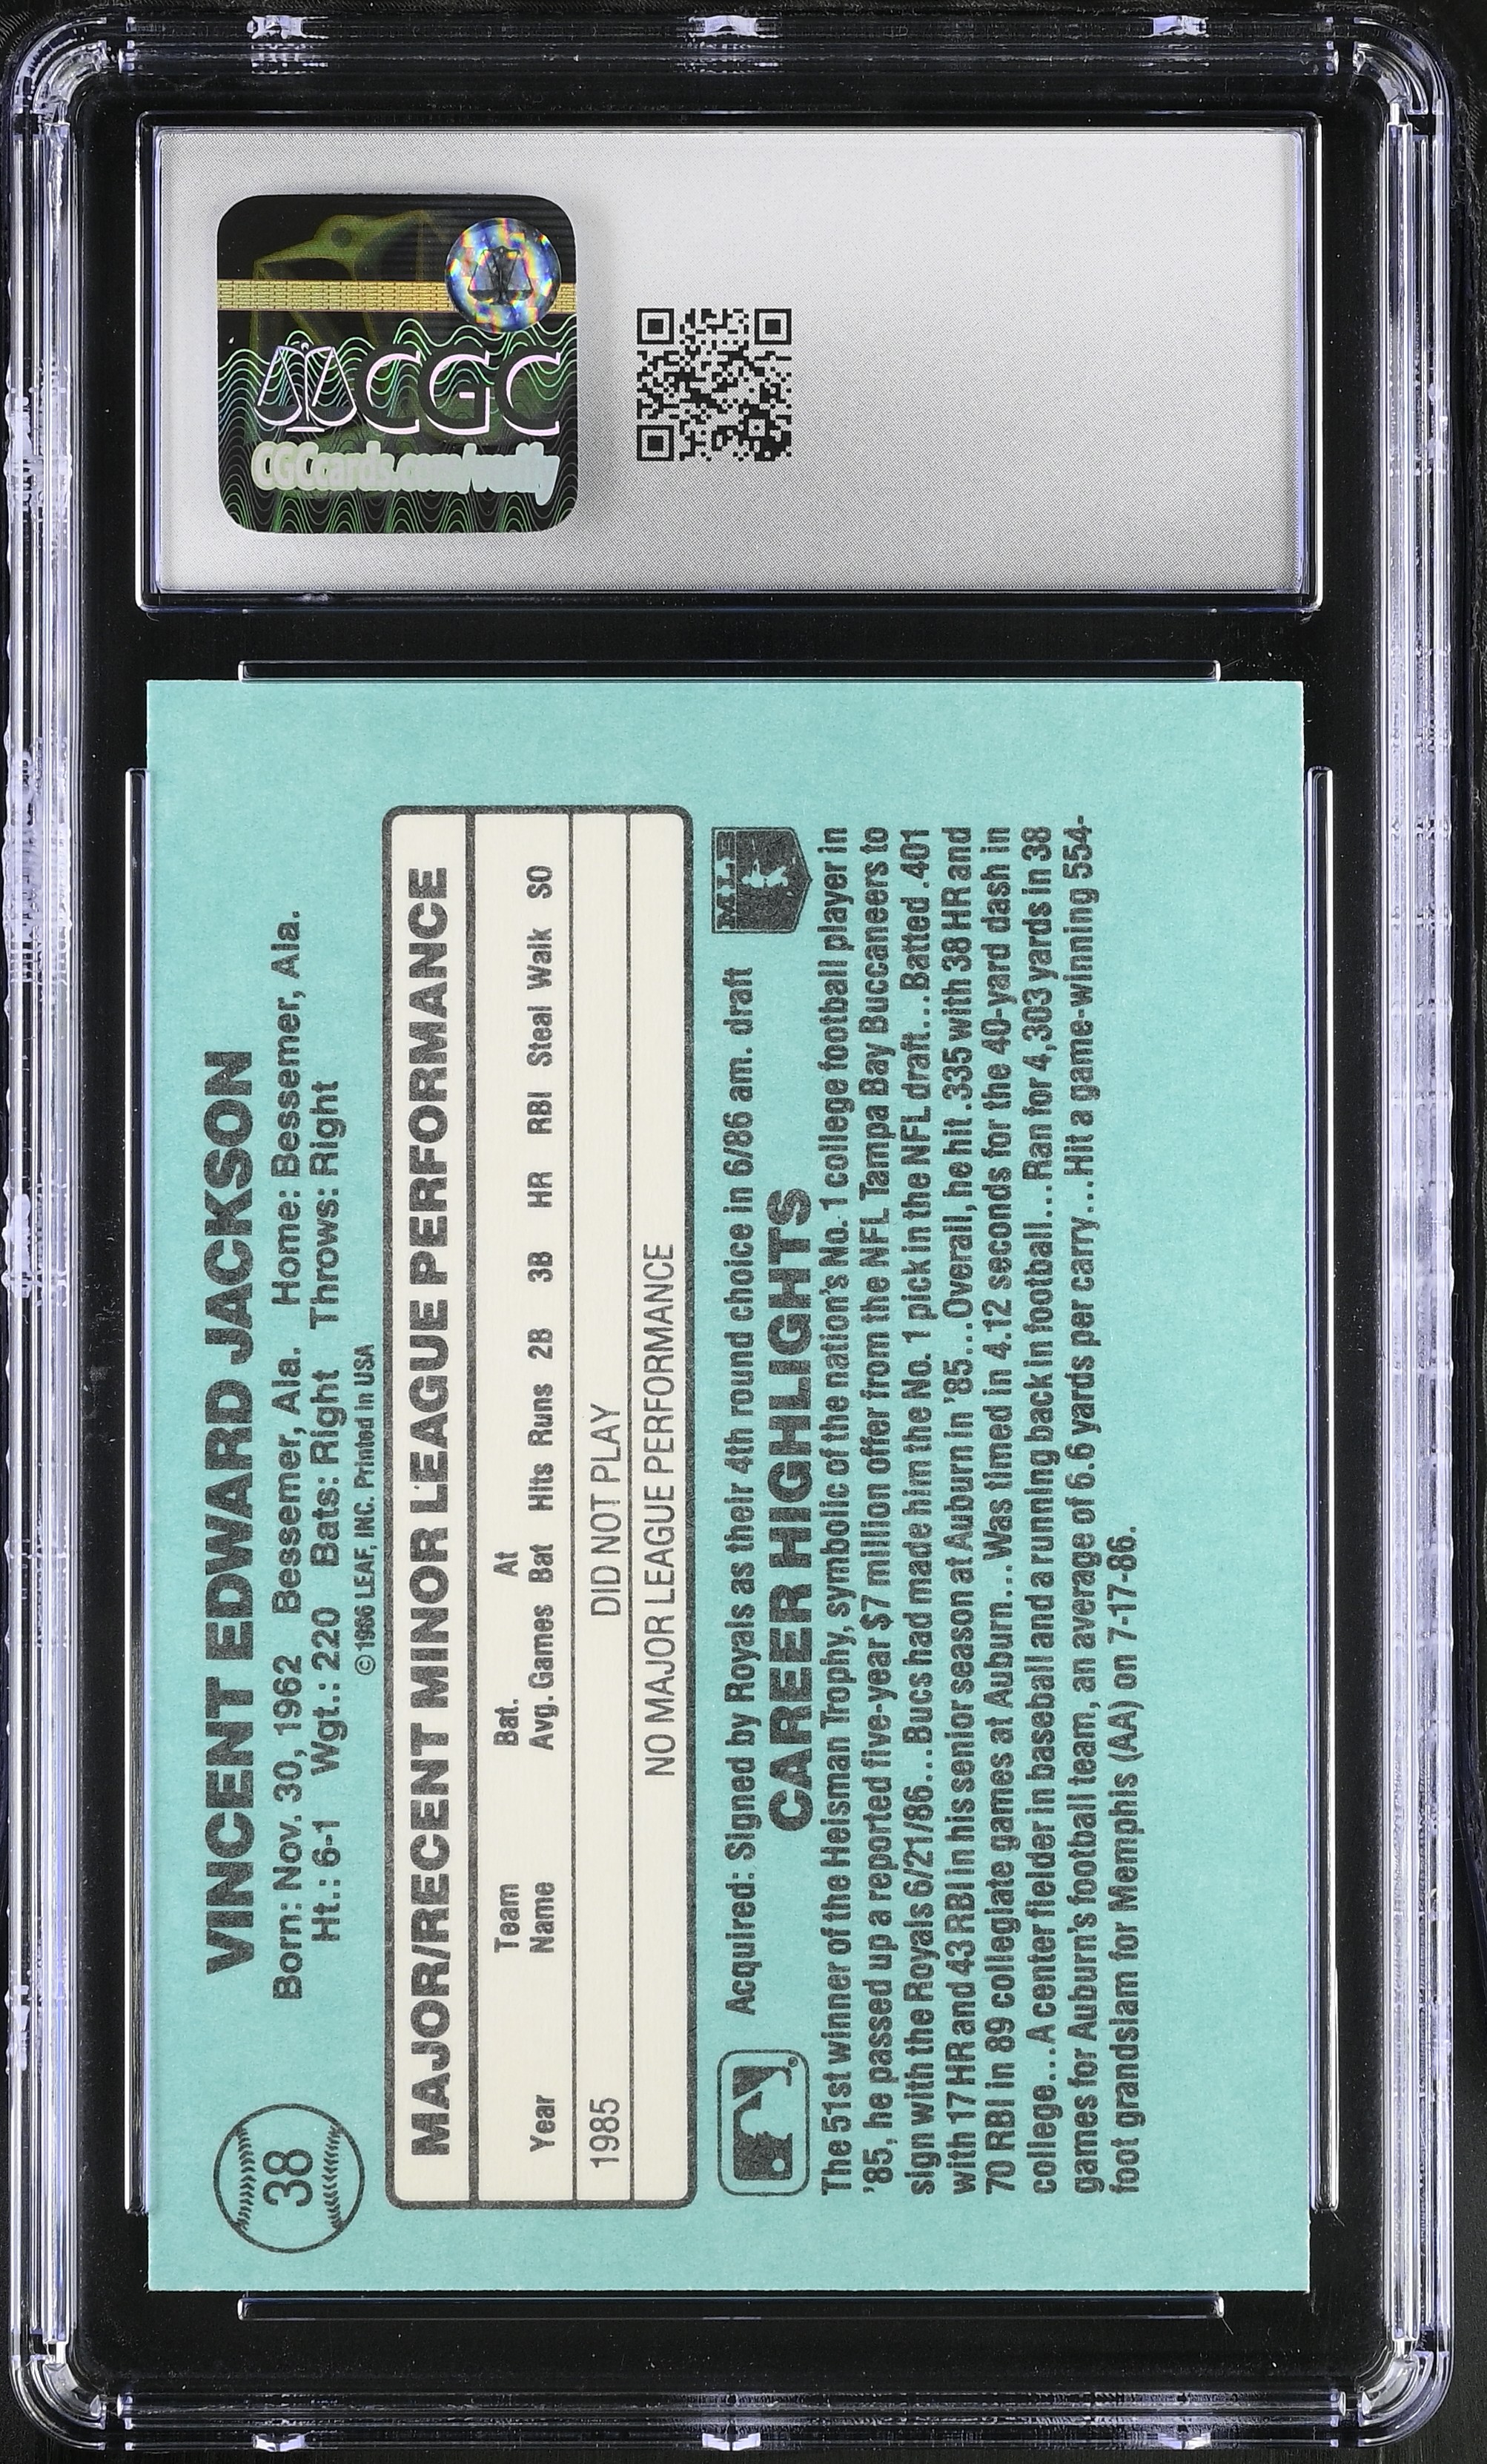 CGC
CGCcards.com/verify
38
VINCENT EDWARD JACKSON
Born: Nov. 30, 1962 Bessemer, Ala. Home: Bessemer, Ala.
Ht.: 6-1 Wgt.: 220 Bats: Right Throws: Right
© 1986 LEAF, INC. Printed in USA
MAJOR/RECENT MINOR LEAGUE PERFORMANCE
Team Bat. At
Year Name Avg. Games Bat Hits Runs 2B 3B HR RBI Steal Walk SO
1985 DID NOT PLAY
NO MAJOR LEAGUE PERFORMANCE
Acquired: Signed by Royals as their 4th round choice in 6/86 am. draft
CAREER HIGHLIGHTS
The 51st winner of the Heisman Trophy, symbolic of the nation's No. 1 college football player in
'85, he passed up a reported five-year $7 million offer from the NFL Tampa Bay Buccaneers to
sign with the Royals 6/21/86...Bucs had made him the No. 1 pick in the NFL draft...Batted .401
with 17 HR and 43 RBI in his senior season at Auburn in '85...Overall, he hit .335 with 38 HR and
70 RBI in 89 collegiate games at Auburn...Was timed in 4.12 seconds for the 40-yard dash in
college...A centerfielder in baseball and a running back in football...Ran for 4,303 yards in 38
games for Auburn's football team, an average of 6.6 yards per carry...Hit a game-winning 554-
foot grandslam for Memphis (AA) on 7-17-86.